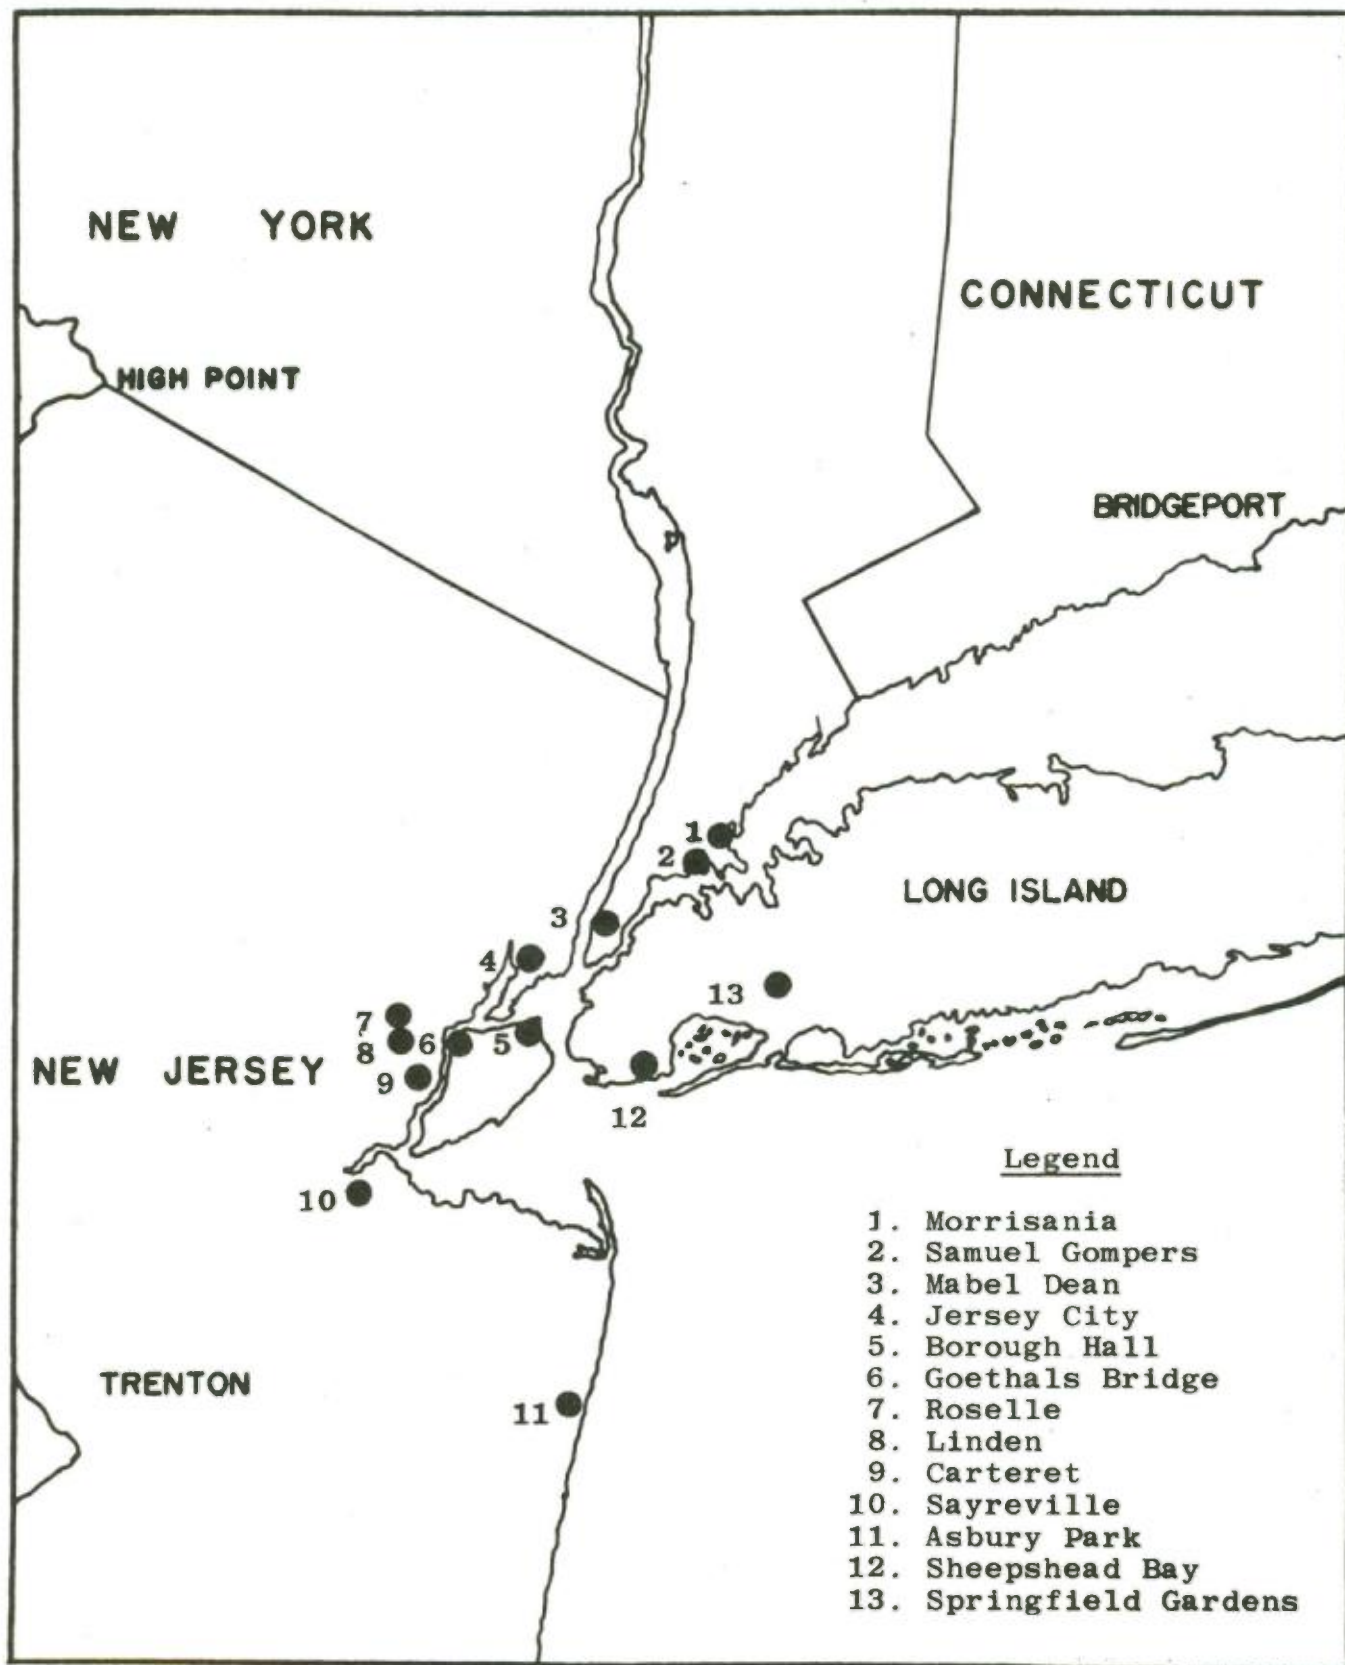 NEW YORK
CONNECTICUT
HIGH POINT
BRIDGEPORT
1
2
LONG ISLAND
3
4
13
7
8
6
5
NEW JERSEY
9
12
10
TRENTON
11
Legend
1. Morrisania
2. Samuel Gompers
3. Mabel Dean
4. Jersey City
5. Borough Hall
6. Goethals Bridge
7. Roselle
8. Linden
9. Carteret
10. Sayreville
11. Asbury Park
12. Sheepshead Bay
13. Springfield Gardens